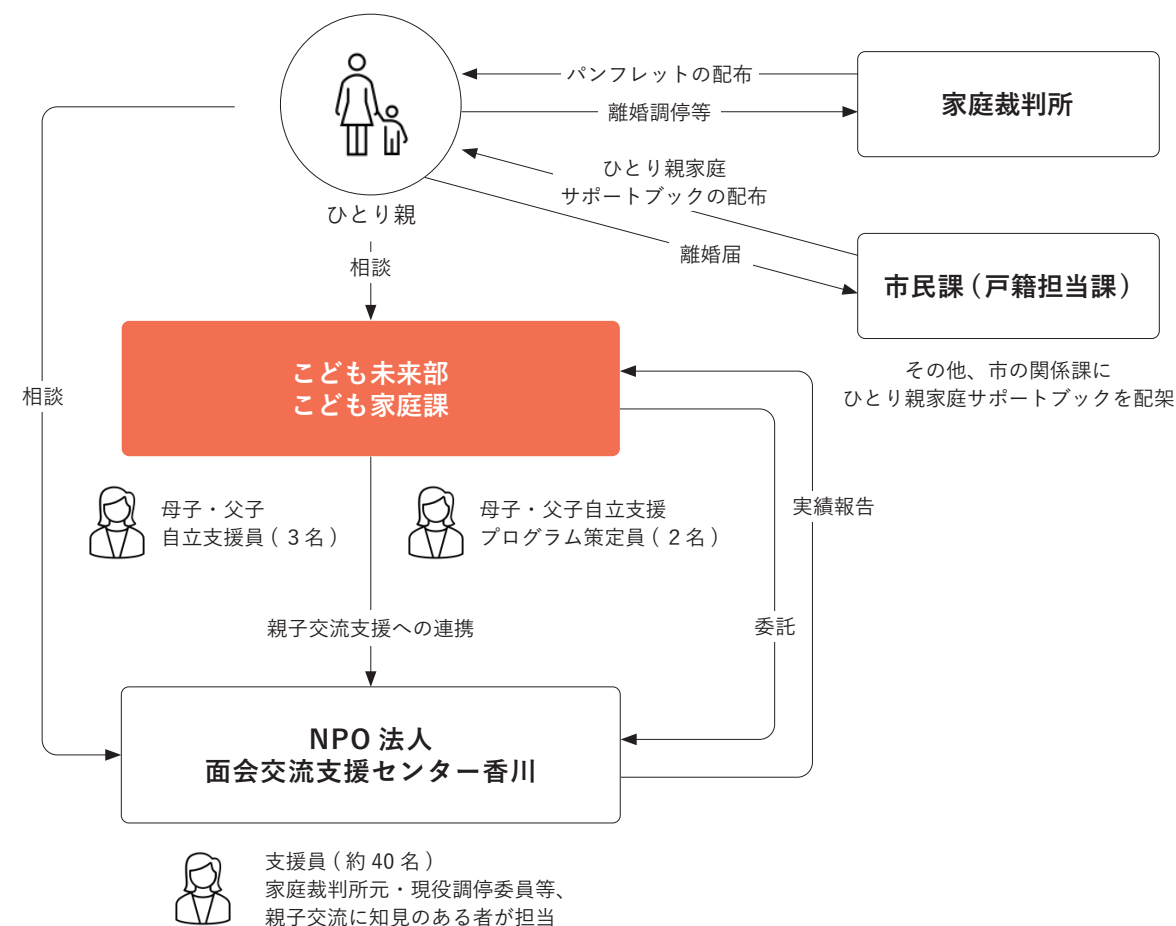 パンフレットの配布
家庭裁判所
離婚調停等
ひとり親家庭
サポートブックの配布
ひとり親
離婚届
相談
市民課（戸籍担当課）
こども未来部
こども家庭課
その他、市の関係課に
ひとり親家庭サポートブックを配架
相談
母子・父子
自立支援員（３名）
母子・父子自立支援
プログラム策定員（２名）
実績報告
親子交流支援への連携
委託
NPO 法人
面会交流支援センター香川
支援員（約 40 名）
家庭裁判所元・現役調停委員等、
親子交流に知見のある者が担当